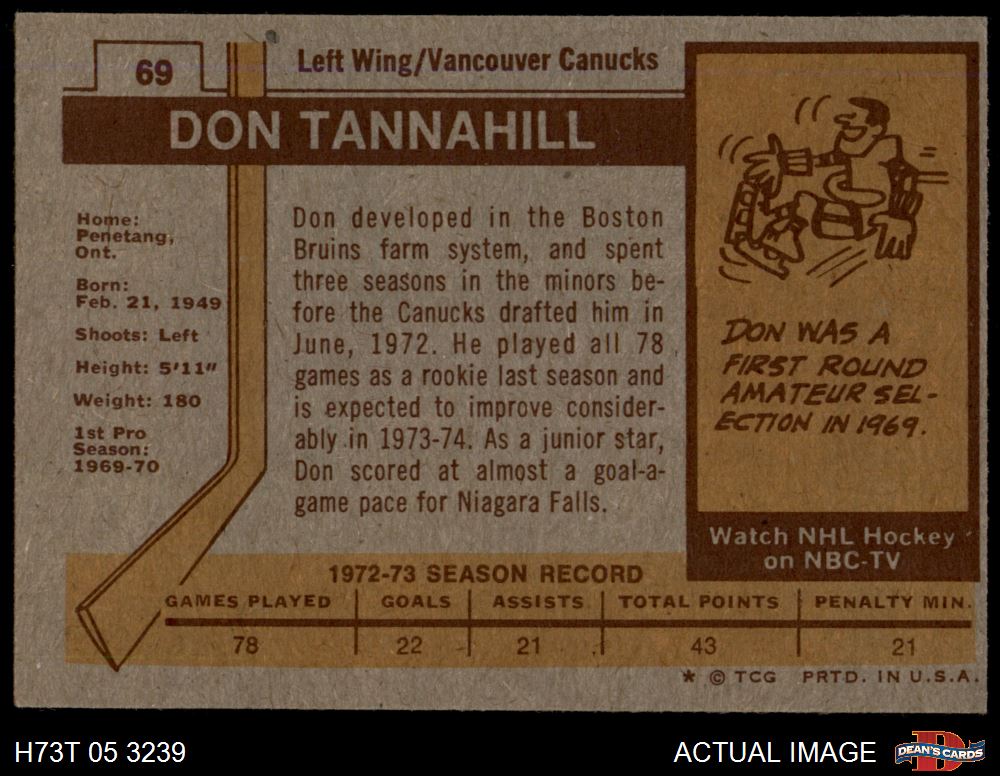 69
Left Wing/Vancouver Canucks
DON TANNAHILL
Home:
Penetang,
Ont.
Born:
Feb. 21, 1949
Shoots: Left
Height: 5'11"
Weight: 180
1st Pro
Season:
1969-70
Don developed in the Boston
Bruins farm system, and spent
three seasons in the minors be-
fore the Canucks drafted him in
June, 1972. He played all 78
games as a rookie last season and
is expected to improve consider-
ably in 1973-74. As a junior star,
Don scored at almost a goal-a-
game pace for Niagara Falls.
DON WAS A
FIRST ROUND
AMATEUR SEL-
ECTION IN 1969.
Watch NHL Hockey
on NBC-TV
1972-73 SEASON RECORD
GAMES PLAYED GOALS ASSISTS TOTAL POINTS PENALTY MIN.
78 22 21 43 21
* © TCG PRTD. IN U.S.A.
H73T 05 3239
ACTUAL IMAGE
D
DEAN'S CARDS